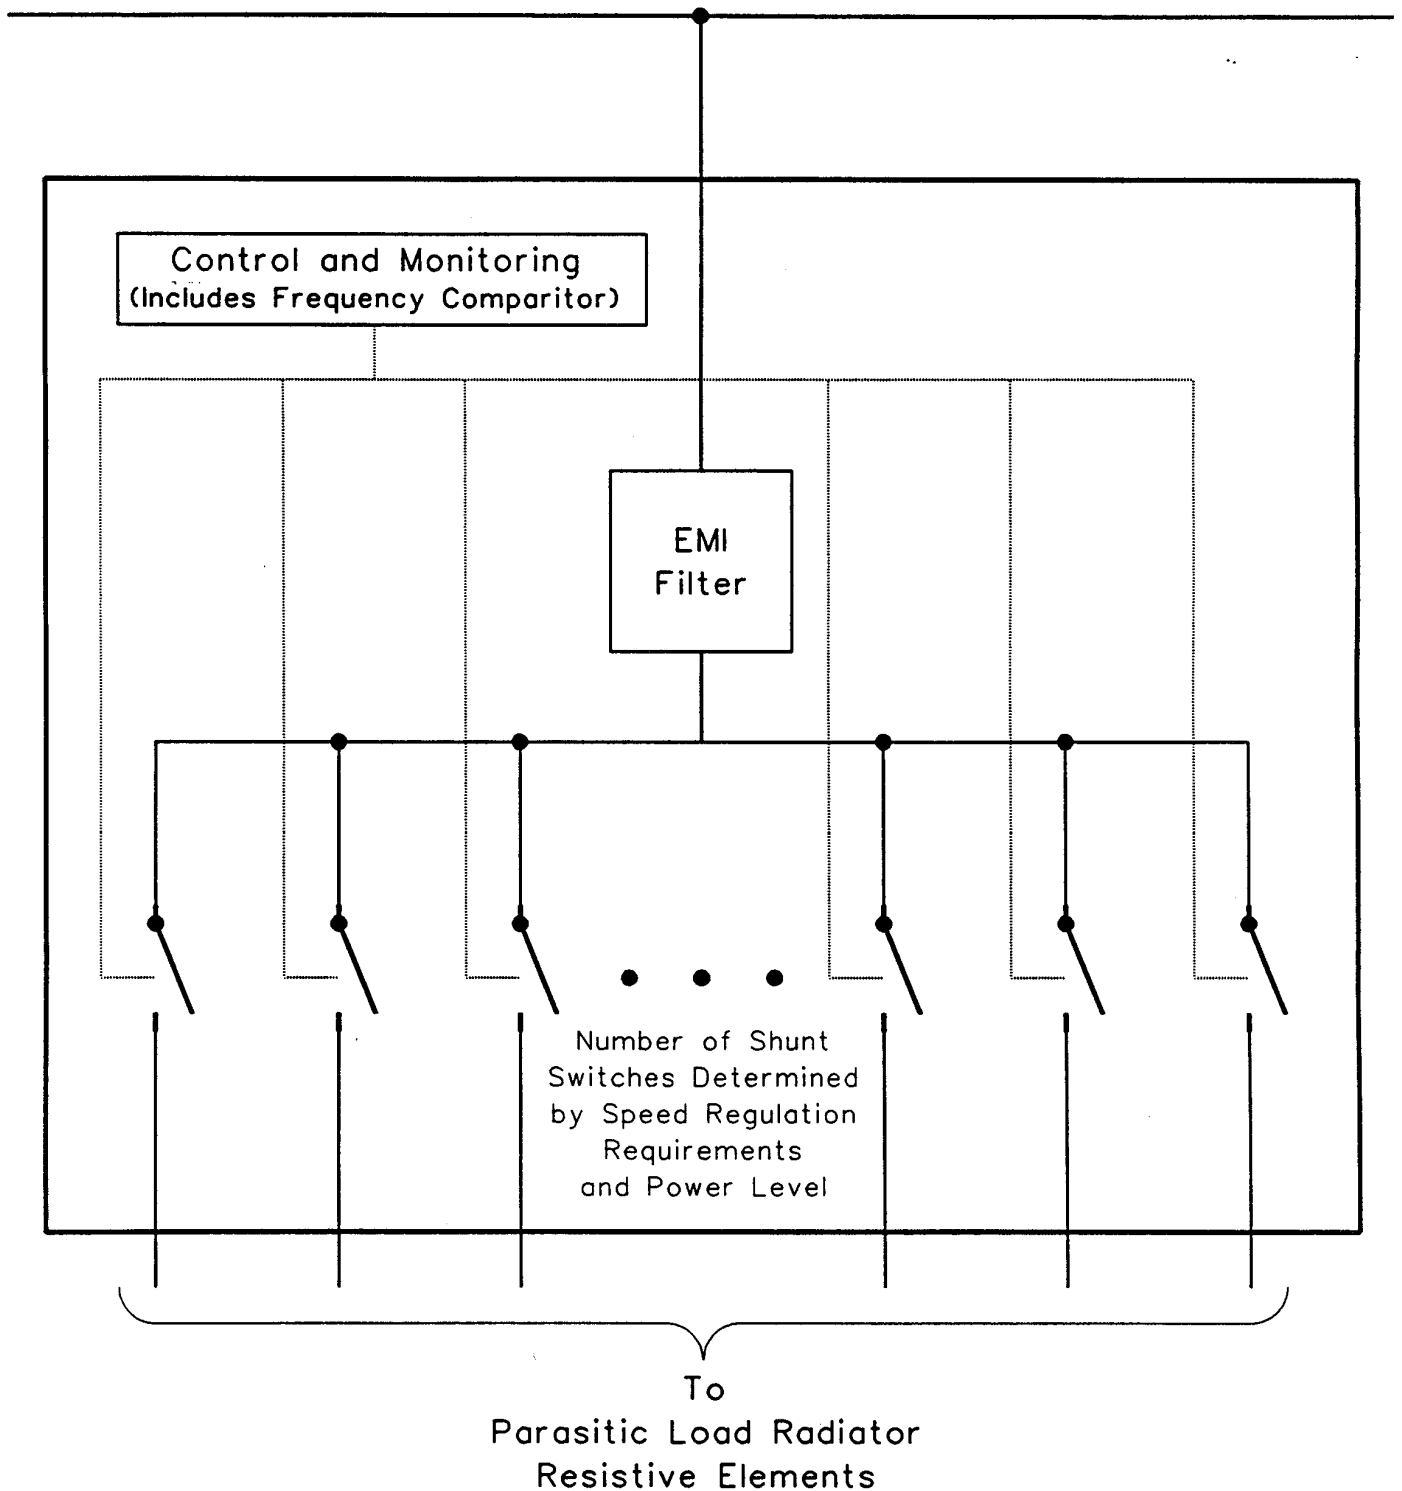 Control and Monitoring
(Includes Frequency Comparitor)
EMI
Filter
Number of Shunt
Switches Determined
by Speed Regulation
Requirements
and Power Level
To
Parasitic Load Radiator
Resistive Elements